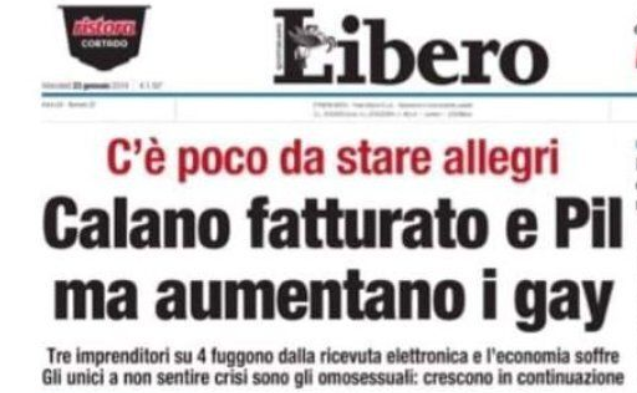 ristora
CORTADO
Libero
Mercoledì 23 gennaio 2019
€ 1,50*
C'è poco da stare allegri
Calano fatturato e Pil
ma aumentano i gay
Tre imprenditori su 4 fuggono dalla ricevuta elettronica e l'economia soffre
Gli unici a non sentire crisi sono gli omosessuali: crescono in continuazione